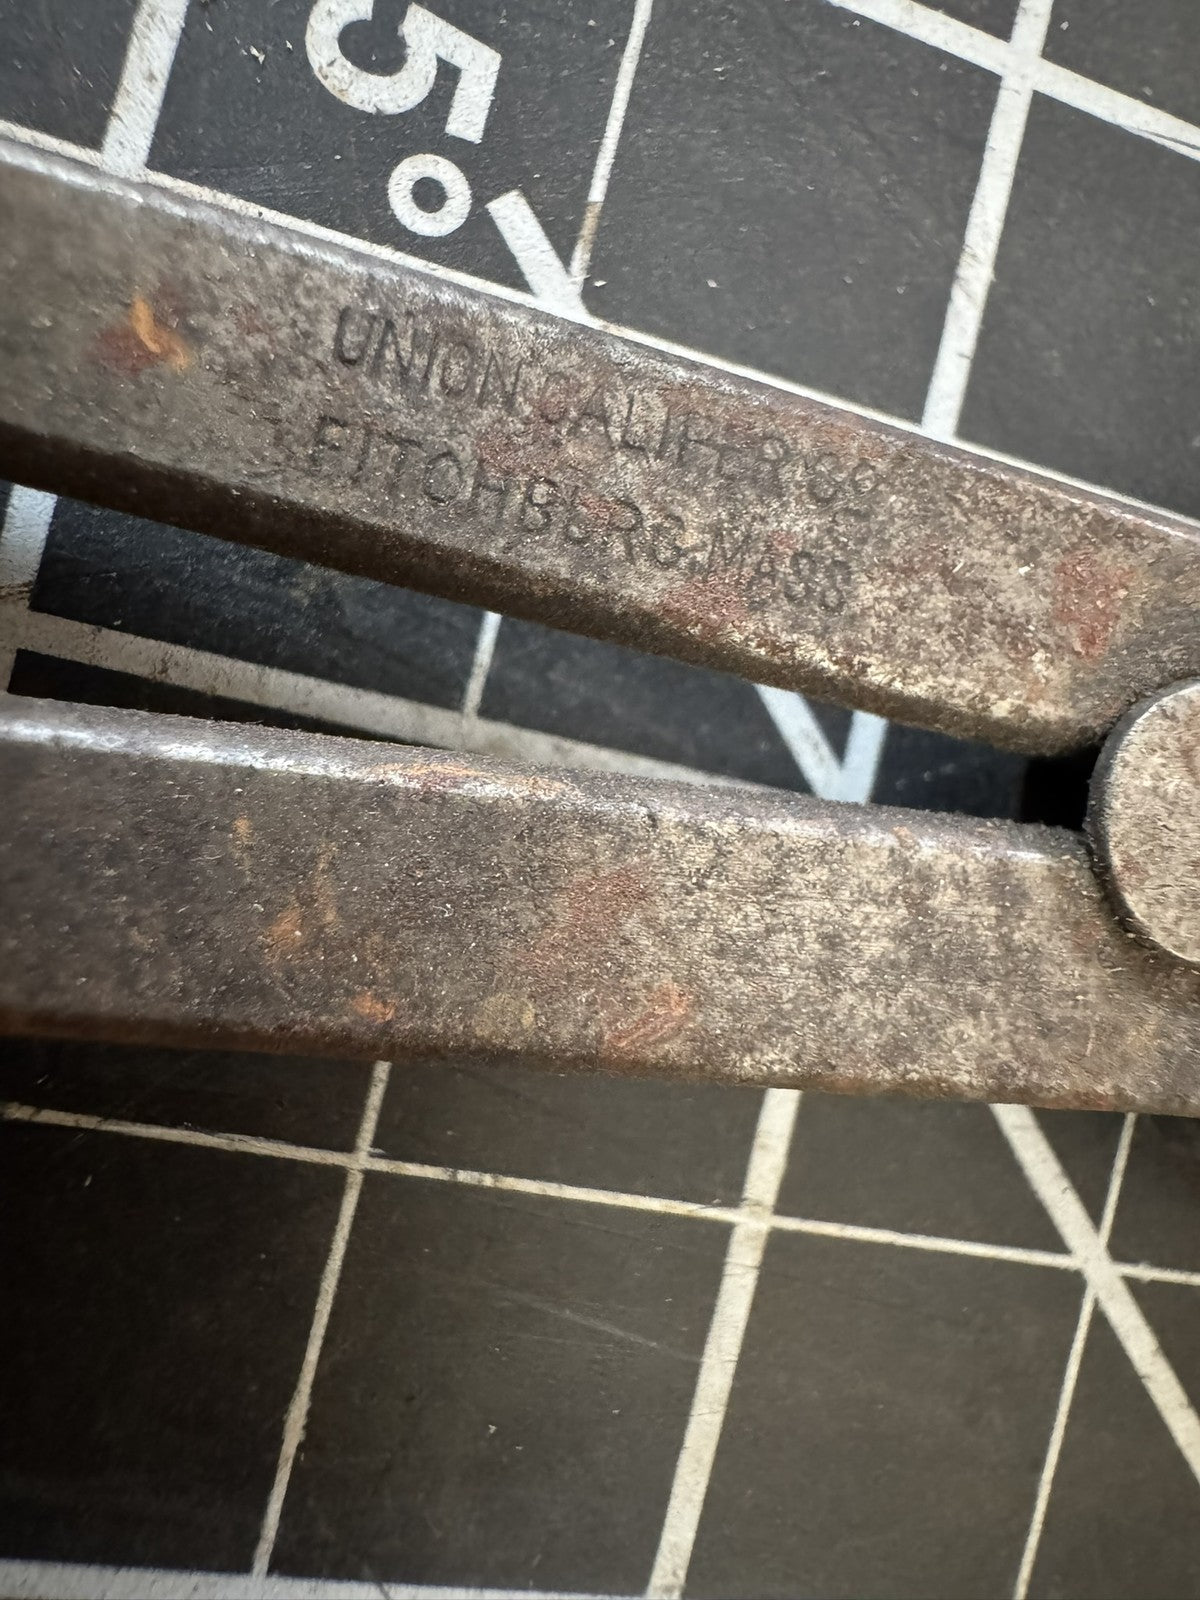 5°
UNION CALIPER CO
FITCHBURG, MASS